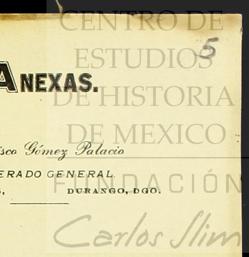 CENTRO DE
5
ESTUDIOS
ANEXAS.
DE HISTORIA
DE MEXICO
isco Gómez Palacio
ERADO GENERAL
FUNDACIÓN
DURANGO, DGO.
Carlos Slim